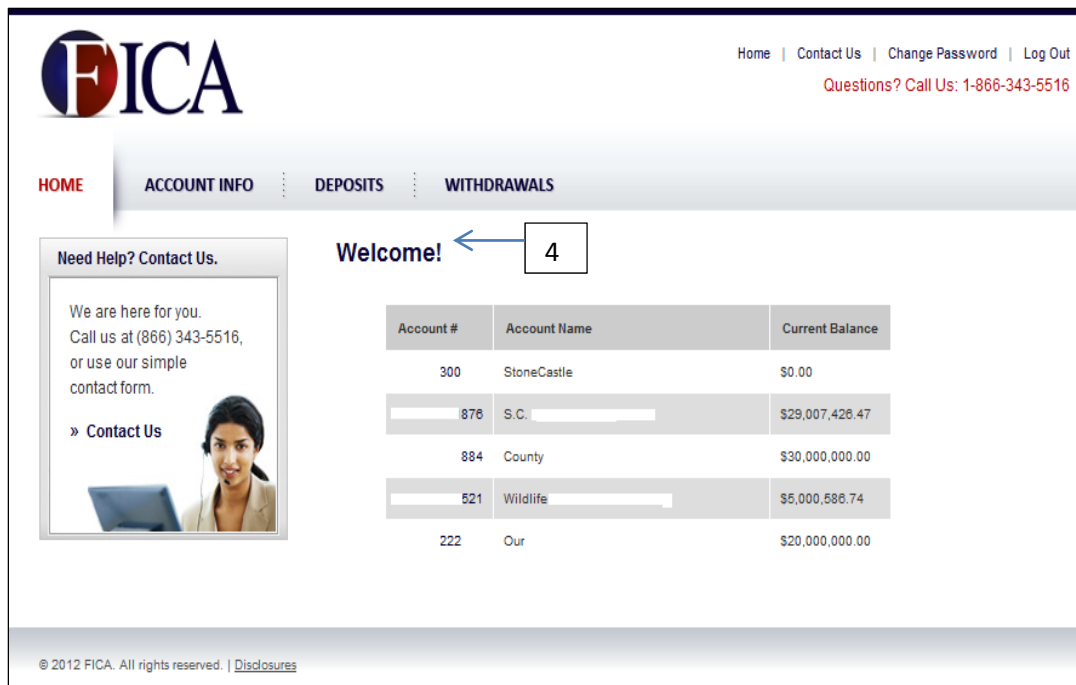 FICA
Home | Contact Us | Change Password | Log Out
Questions? Call Us: 1-866-343-5516
HOME ACCOUNT INFO DEPOSITS WITHDRAWALS
Need Help? Contact Us.
We are here for you.
Call us at (866) 343-5516,
or use our simple
contact form.
» Contact Us
Welcome!
4
Account # Account Name Current Balance
300 StoneCastle $0.00
876 S.C. $29,007,426.47
884 County $30,000,000.00
521 Wildlife $5,000,586.74
222 Our $20,000,000.00
© 2012 FICA. All rights reserved. | Disclosures